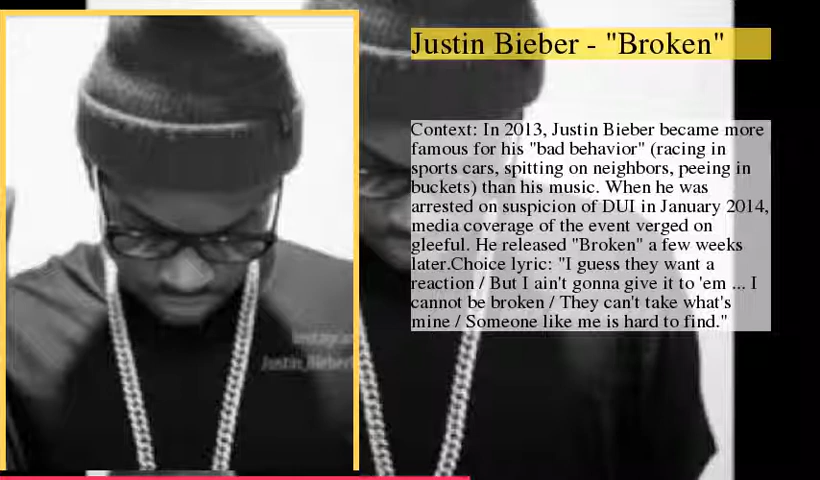 Justin Bieber - "Broken"
Context: In 2013, Justin Bieber became more
famous for his "bad behavior" (racing in
sports cars, spitting on neighbors, peeing in
buckets) than his music. When he was
arrested on suspicion of DUI in January 2014,
media coverage of the event verged on
gleeful. He released "Broken" a few weeks
later.Choice lyric: "I guess they want a
reaction / But I ain't gonna give it to 'em ... I
cannot be broken / They can't take what's
mine / Someone like me is hard to find."